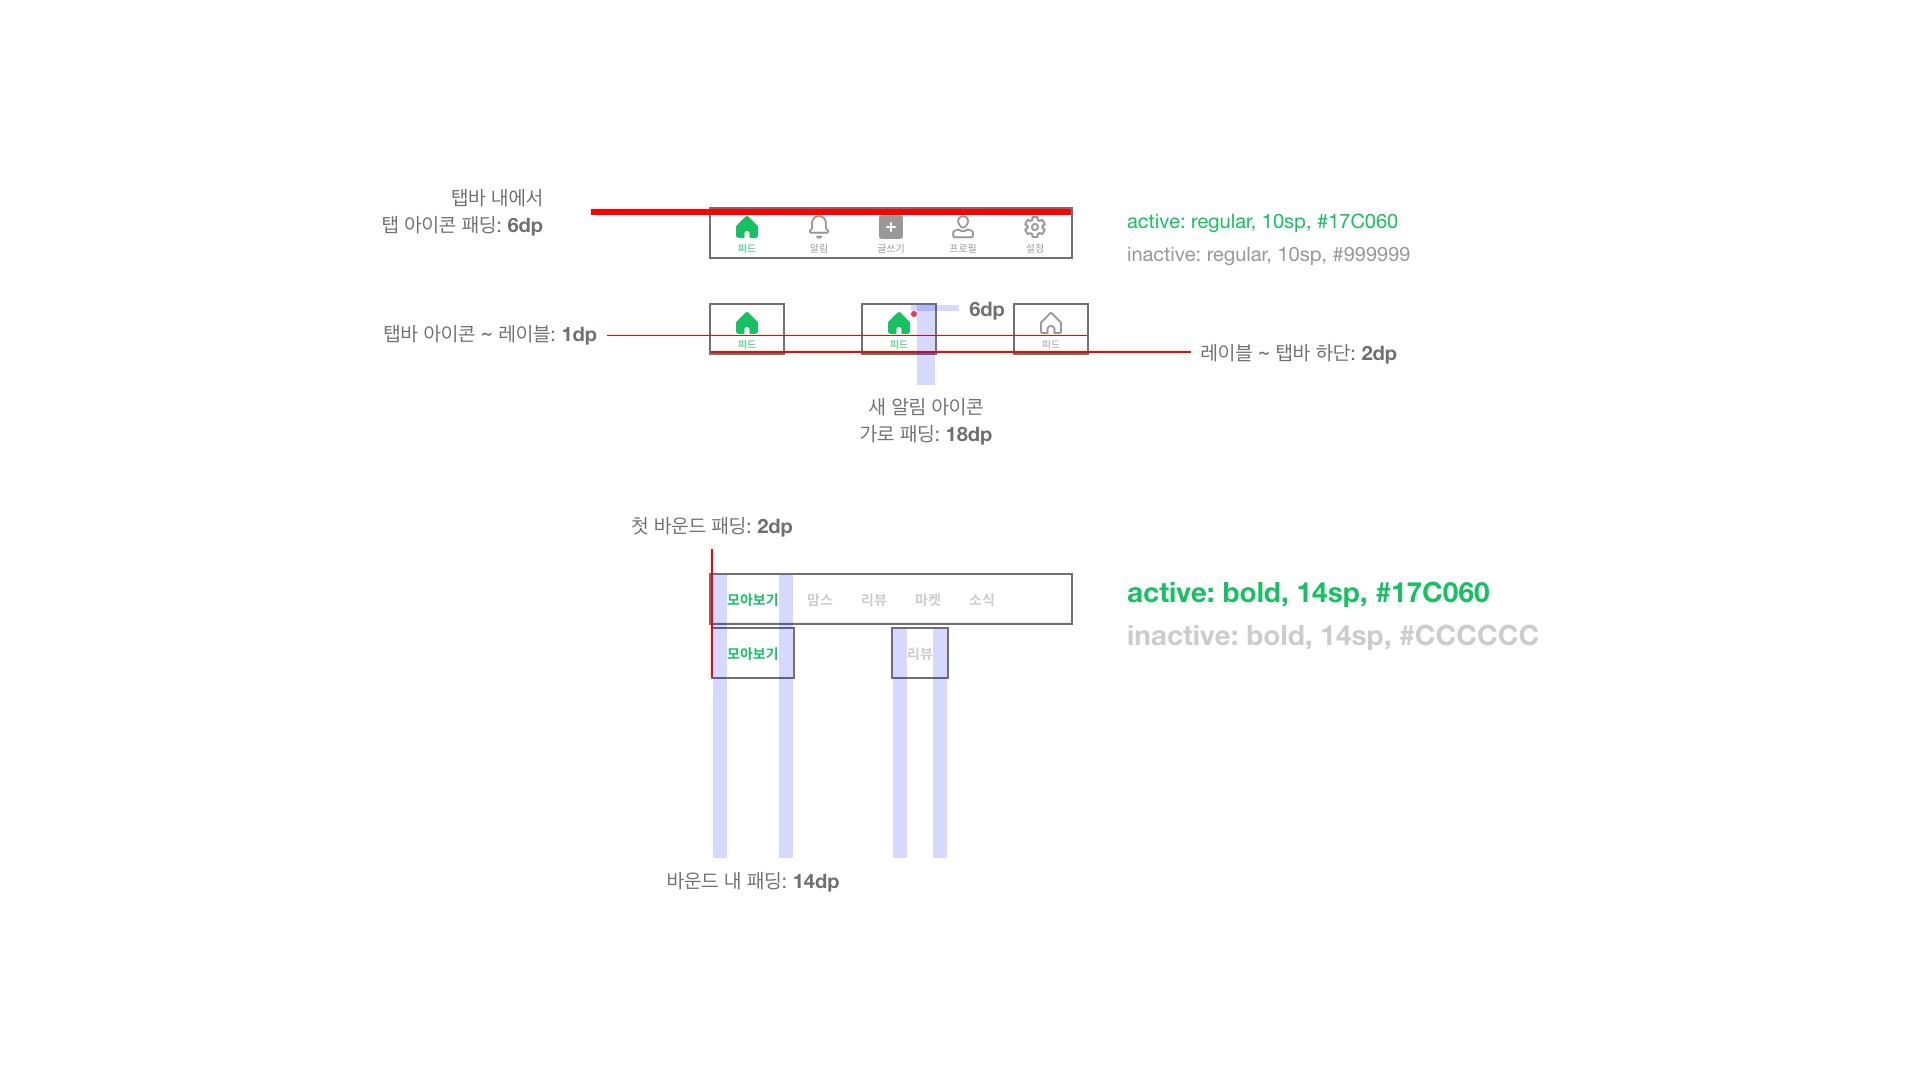 탭바 내에서
탭 아이콘 패딩: 6dp
피드 알림 글쓰기 프로필 설정
active: regular, 10sp, #17C060
inactive: regular, 10sp, #999999
6dp
탭바 아이콘 ~ 레이블: 1dp
피드 피드 피드
레이블 ~ 탭바 하단: 2dp
새 알림 아이콘
가로 패딩: 18dp
첫 바운드 패딩: 2dp
모아보기 맘스 리뷰 마켓 소식
active: bold, 14sp, #17C060
inactive: bold, 14sp, #CCCCCC
모아보기 리뷰
바운드 내 패딩: 14dp